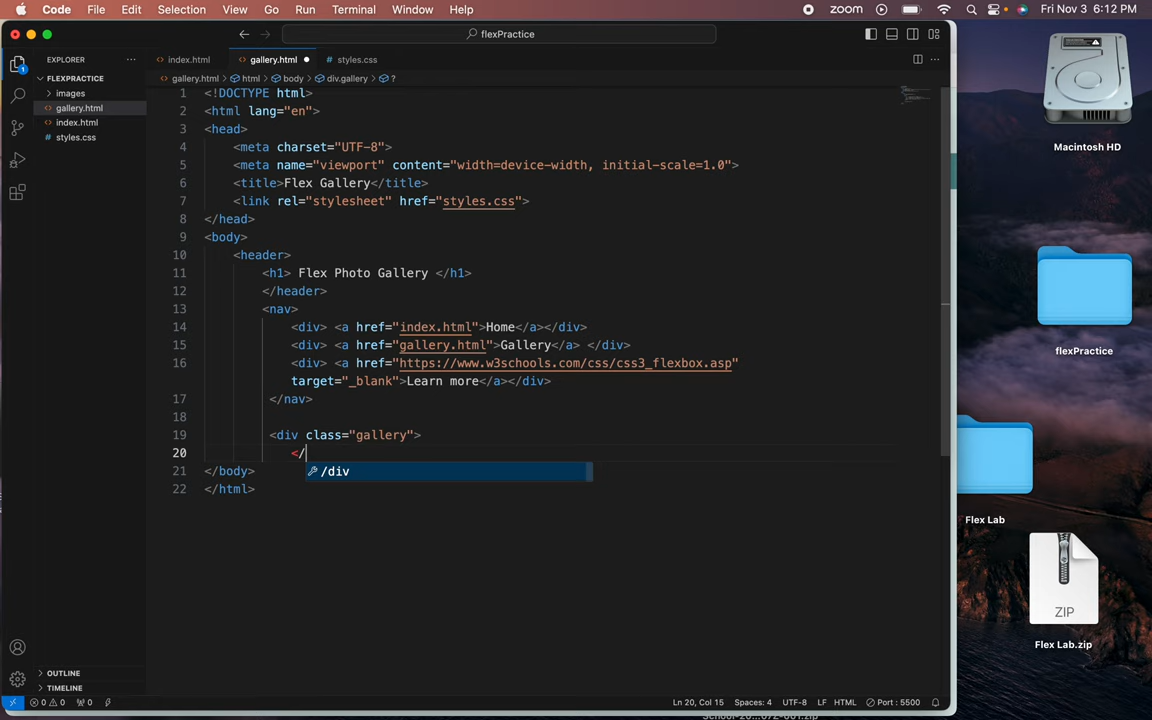 Code File Edit Selection View Go Run Terminal Window Help zoom Fri Nov 3 6:12 PM
flexPractice
EXPLORER
index.html gallery.html styles.css
FLEXPRACTICE
images
gallery.html
index.html
styles.css
gallery.html html body div.gallery ?
1 <!DOCTYPE html>
2 <html lang="en">
3 <head>
4 <meta charset="UTF-8">
5 <meta name="viewport" content="width=device-width, initial-scale=1.0">
6 <title>Flex Gallery</title>
7 <link rel="stylesheet" href="styles.css">
8 </head>
9 <body>
10 <header>
11 <h1> Flex Photo Gallery </h1>
12 </header>
13 <nav>
14 <div> <a href="index.html">Home</a></div>
15 <div> <a href="gallery.html">Gallery</a> </div>
16 <div> <a href="https://www.w3schools.com/css/css3_flexbox.asp"
target="_blank">Learn more</a></div>
17 </nav>
18
19 <div class="gallery">
20 </
/div
21 </body>
22 </html>
OUTLINE
TIMELINE
1
0 0 0 Ln 20, Col 15 Spaces: 4 UTF-8 LF HTML Port : 5500
Macintosh HD
flexPractice
Flex Lab
ZIP
Flex Lab.zip